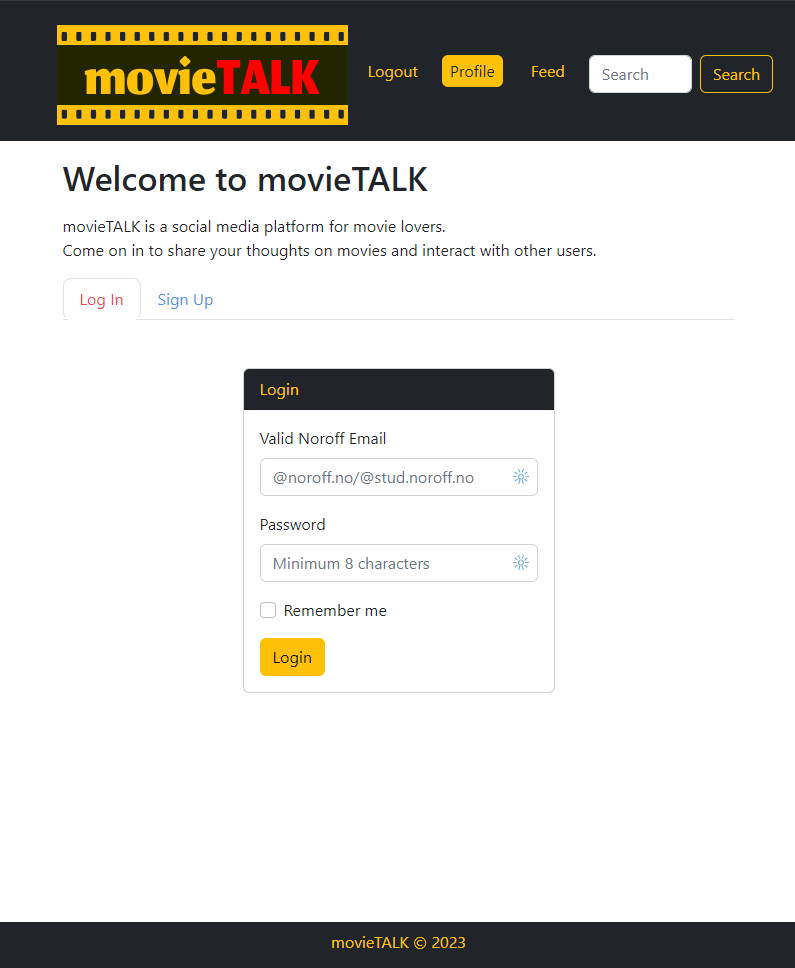 movieTALK
Logout Profile Feed Search Search
Welcome to movieTALK
movieTALK is a social media platform for movie lovers.
Come on in to share your thoughts on movies and interact with other users.
Log In Sign Up
Login
Valid Noroff Email
@noroff.no/@stud.noroff.no
Password
Minimum 8 characters
Remember me
Login
movieTALK © 2023